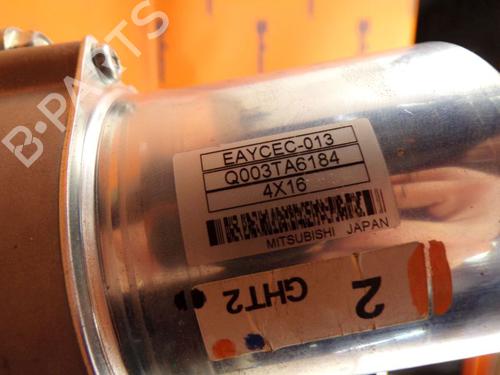 B-PARTS
EAYCEC-013
Q003TA6184
4X16
MITSUBISHI JAPAN
2 GHT2